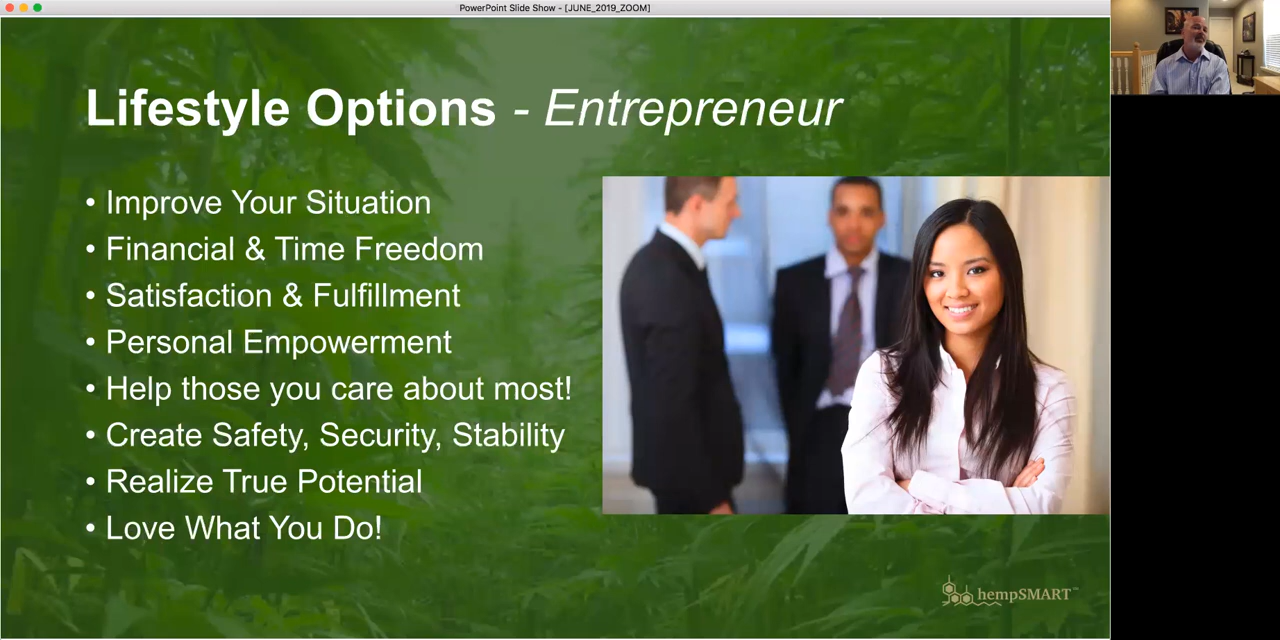 PowerPoint Slide Show - [JUNE_2019_ZOOM]
Lifestyle Options - Entrepreneur
• Improve Your Situation
• Financial & Time Freedom
• Satisfaction & Fulfillment
• Personal Empowerment
• Help those you care about most!
• Create Safety, Security, Stability
• Realize True Potential
• Love What You Do!
hempSMART™